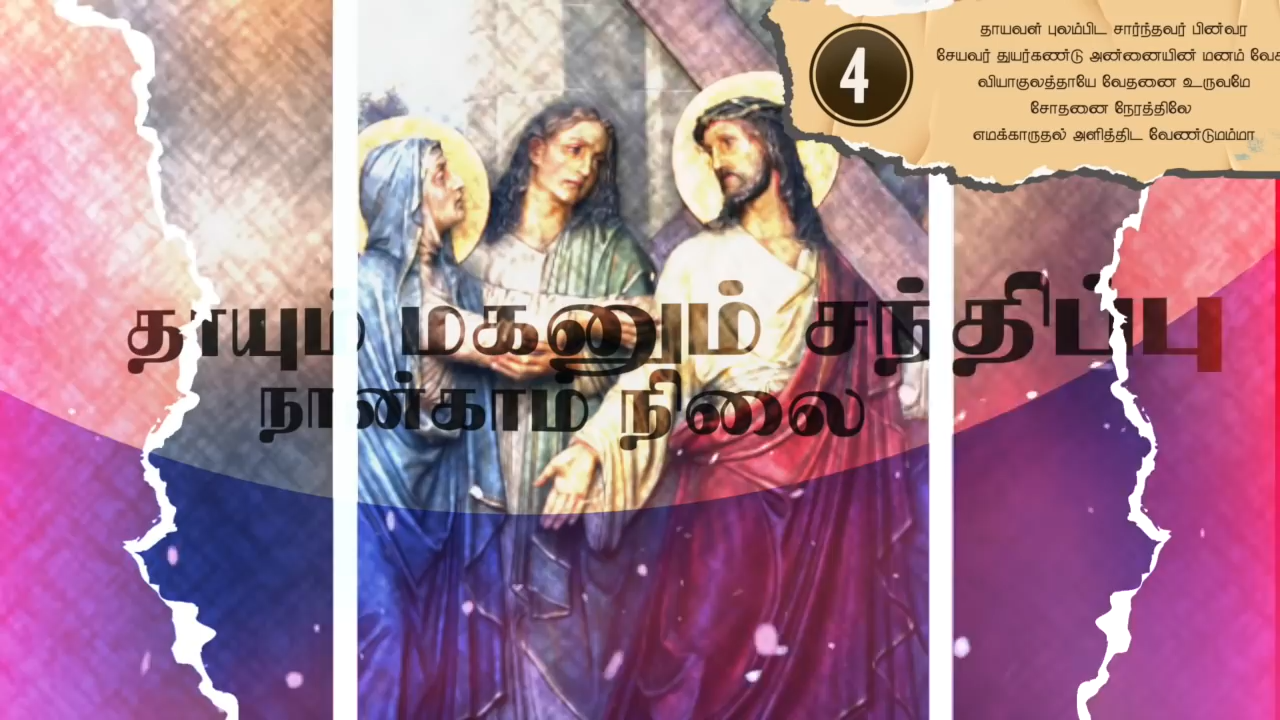 4
தாயவள் புலம்பிட சார்ந்தவர் பின்வர
சேயவர் துயர்கண்டு அன்னையின் மனம்
வியாகுலத்தாயே வேதனை உருவமே
சோதனை நேரத்திலே
எமக்காருதல் அளித்திட வேண்டுமம்மா
தாயும் மகனும் சந்திப்பு
நான்காம் நிலை